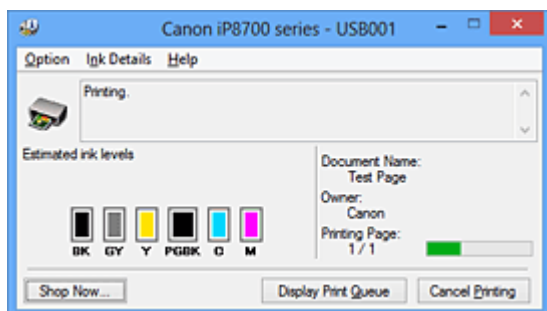 Canon iP8700 series - USB001
Option Ink Details Help
Printing.
Estimated ink levels
Document Name:
Test Page
Owner:
Canon
Printing Page:
1 / 1
BK GY Y PGBK C M
Shop Now... Display Print Queue Cancel Printing